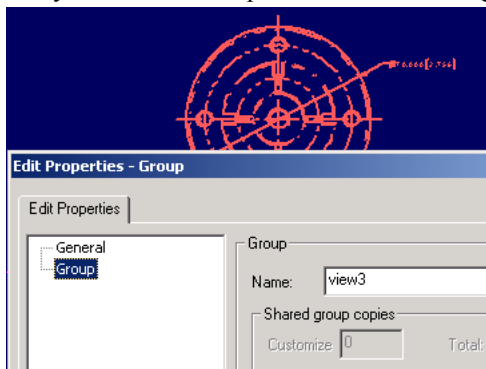 Edit Properties - Group
Edit Properties
General
Group
Group
Name: view3
Shared group copies
Customize 0 Total: